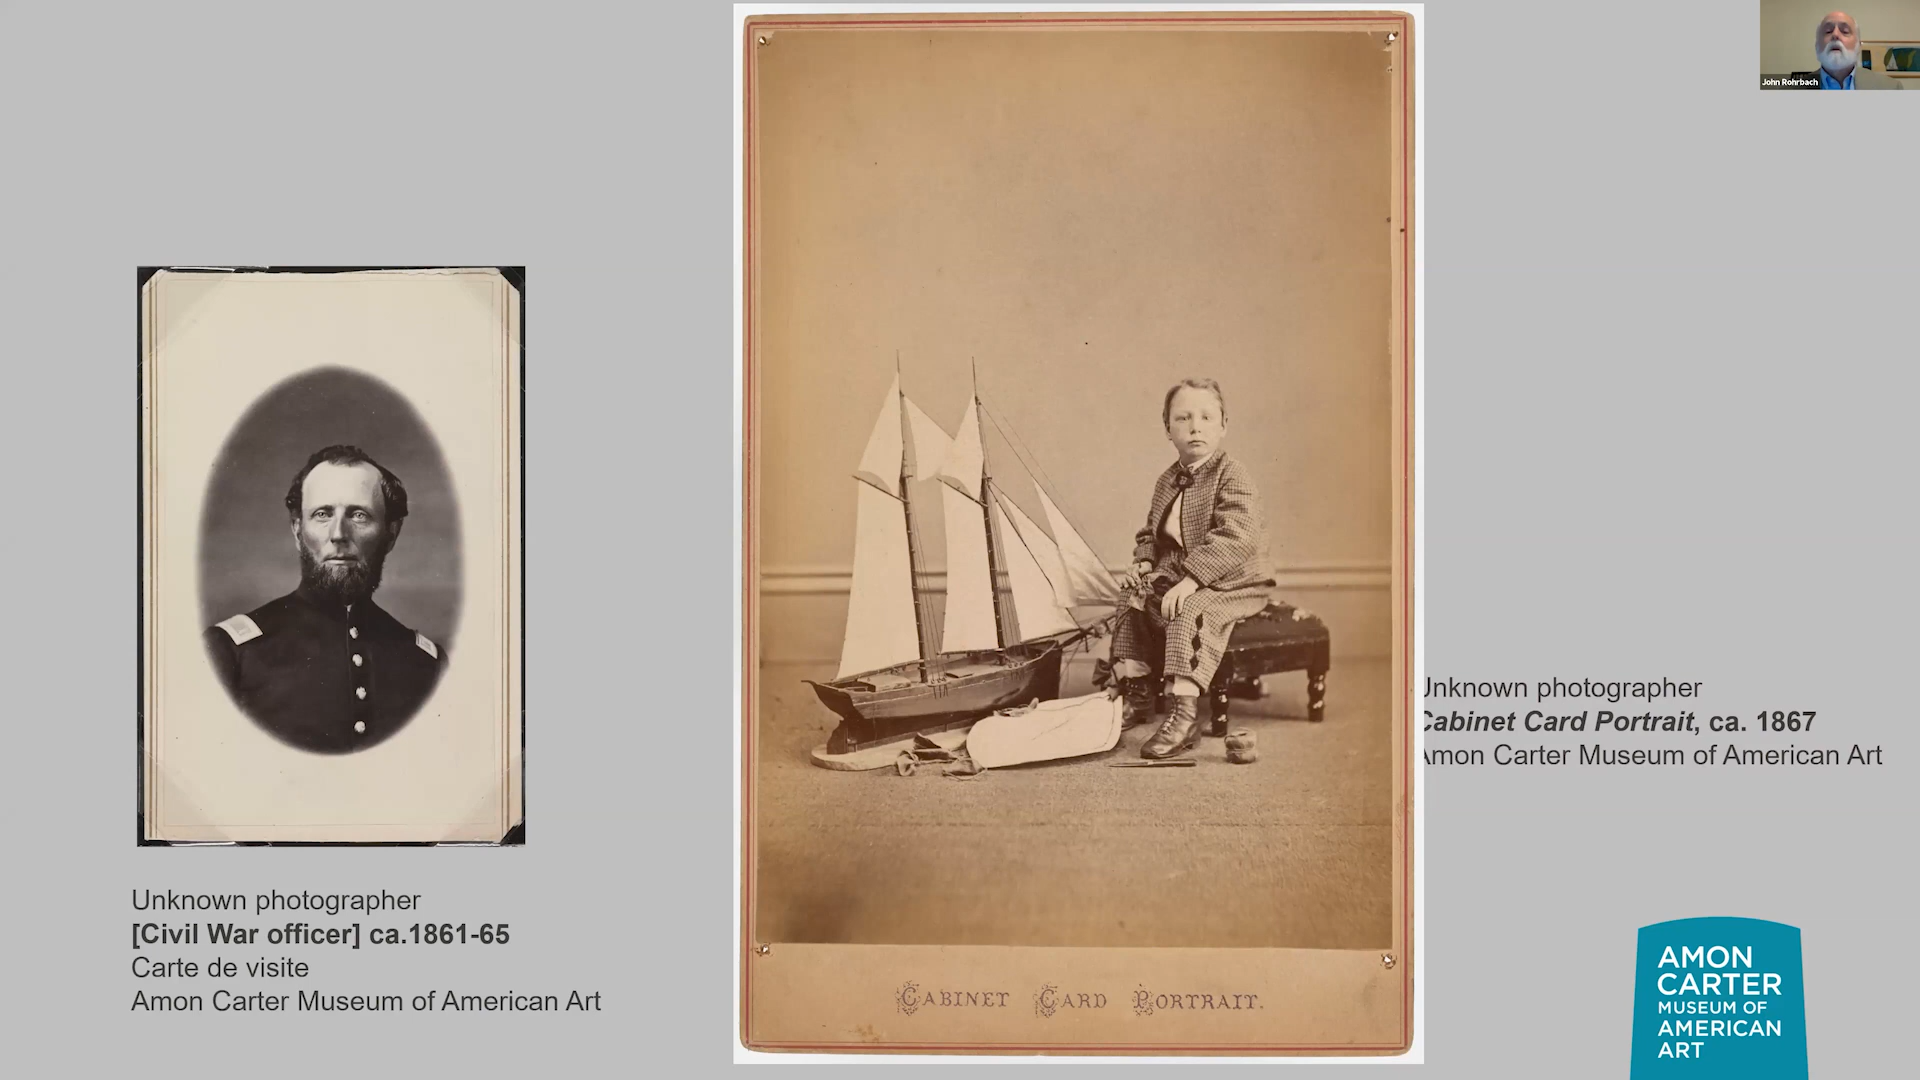 John Rohrbach
Unknown photographer
[Civil War officer] ca.1861-65
Carte de visite
Amon Carter Museum of American Art
CABINET CARD PORTRAIT.
Unknown photographer
Cabinet Card Portrait, ca. 1867
Amon Carter Museum of American Art
AMON
CARTER
MUSEUM OF
AMERICAN
ART